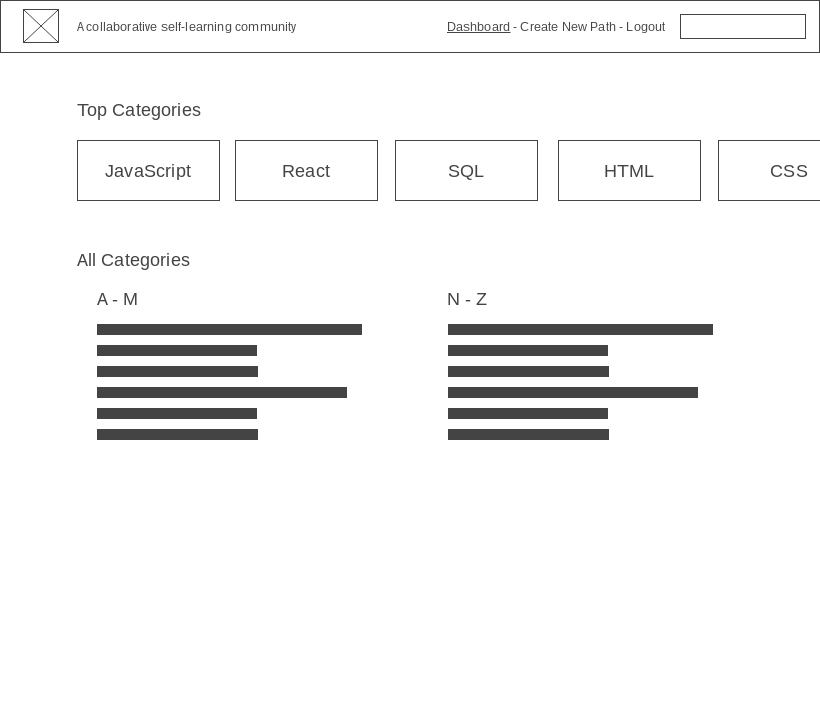 A collaborative self-learning community
Dashboard - Create New Path - Logout
Top Categories
JavaScript
React
SQL
HTML
CSS
All Categories
A - M
N - Z